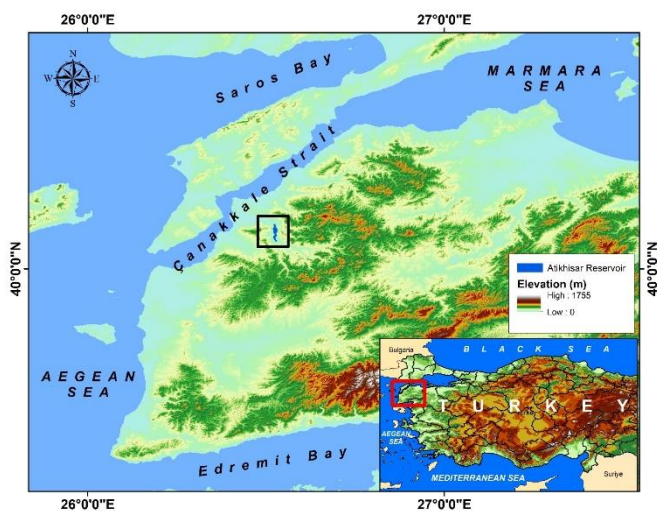 26°0'0"E
27°0'0"E
N
W
E
S
Saros Bay
MARMARA
SEA
Çanakkale Strait
40°0'0"N
40°0'0"N
Atikhisar Reservoir
Elevation (m)
High : 1755
Low : 0
AEGEAN
SEA
Edremit Bay
Bulgaria
BLACK SEA
TURKEY
AEGEAN
SEA
MEDITERRANEAN SEA
Suriye
26°0'0"E
27°0'0"E